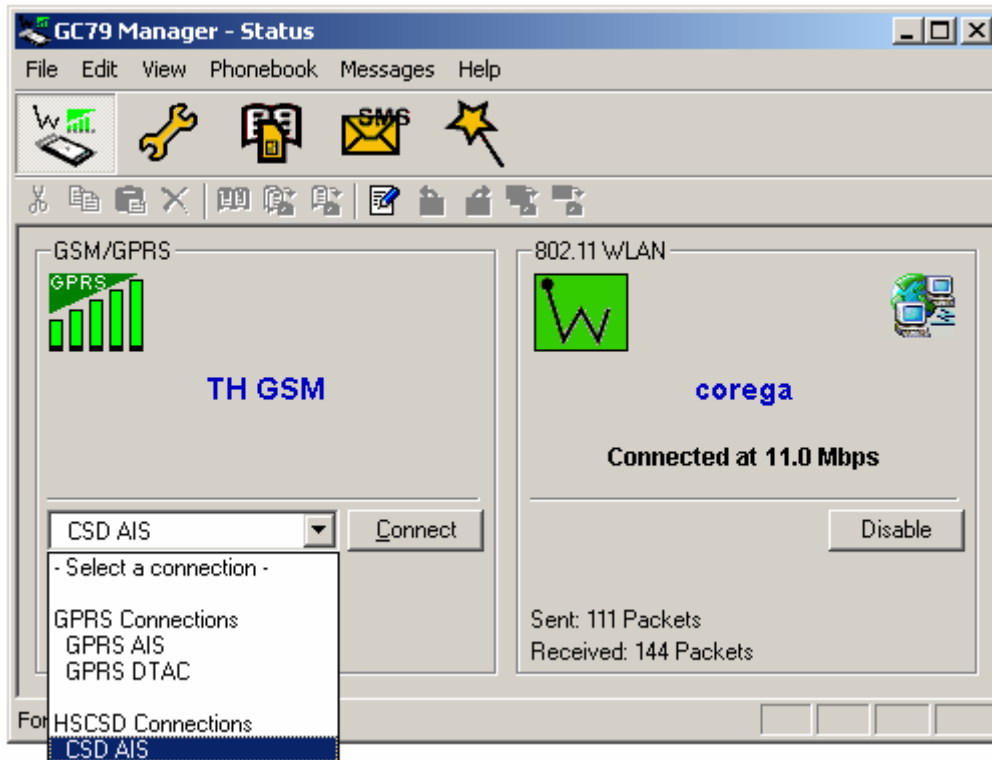 GC79 Manager - Status
File Edit View Phonebook Messages Help
SMS
GSM/GPRS
GPRS
TH GSM
CSD AIS
Connect
- Select a connection -
GPRS Connections
GPRS AIS
GPRS DTAC
HSCSD Connections
CSD AIS
802.11 WLAN
corega
Connected at 11.0 Mbps
Disable
Sent: 111 Packets
Received: 144 Packets
For